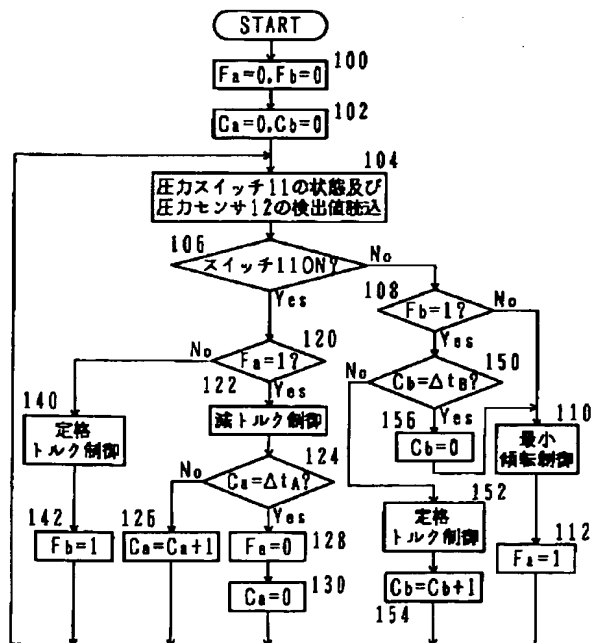 START
100
Fa=0,Fb=0
102
Ca=0,Cb=0
104
圧力スイッチ11の状態及び
圧力センサ12の検出値読込
106
スイッチ11ON?
No
Yes
108
Fb=1?
No
Yes
120
Fa=1?
No
Yes
150
Cb=ΔtB?
No
Yes
122
減トルク制御
140
定格
トルク制御
156
Cb=0
110
最小
傾転制御
124
Ca=ΔtA?
No
Yes
152
定格
トルク制御
142
Fb=1
126
Ca=Ca+1
128
Fa=0
112
Fa=1
130
Ca=0
Cb=Cb+1
154